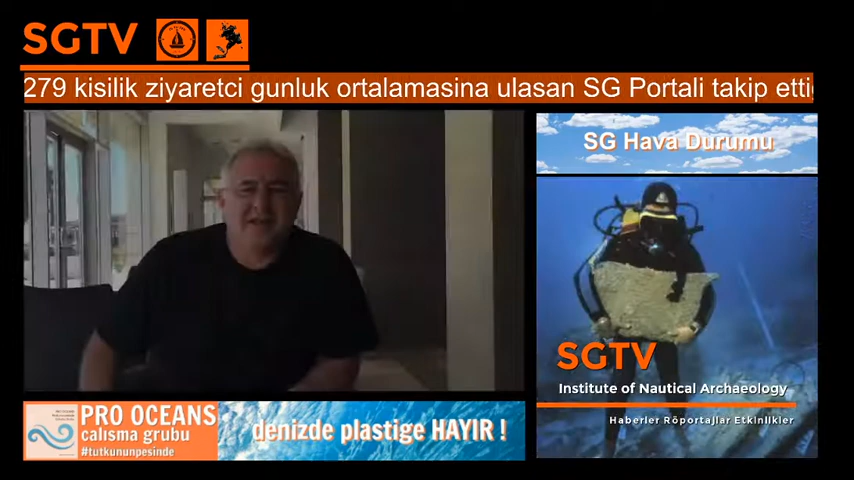 SGTV
279 kisilik ziyaretci gunluk ortalamasina ulasan SG Portali takip etti
SG Hava Durumu
SGTV
Institute of Nautical Archaeology
Haberler Röportajlar Etkinlikler
PRO OCEANS
calısma grubu
#tutkununpesinde
denizde plastige HAYIR !